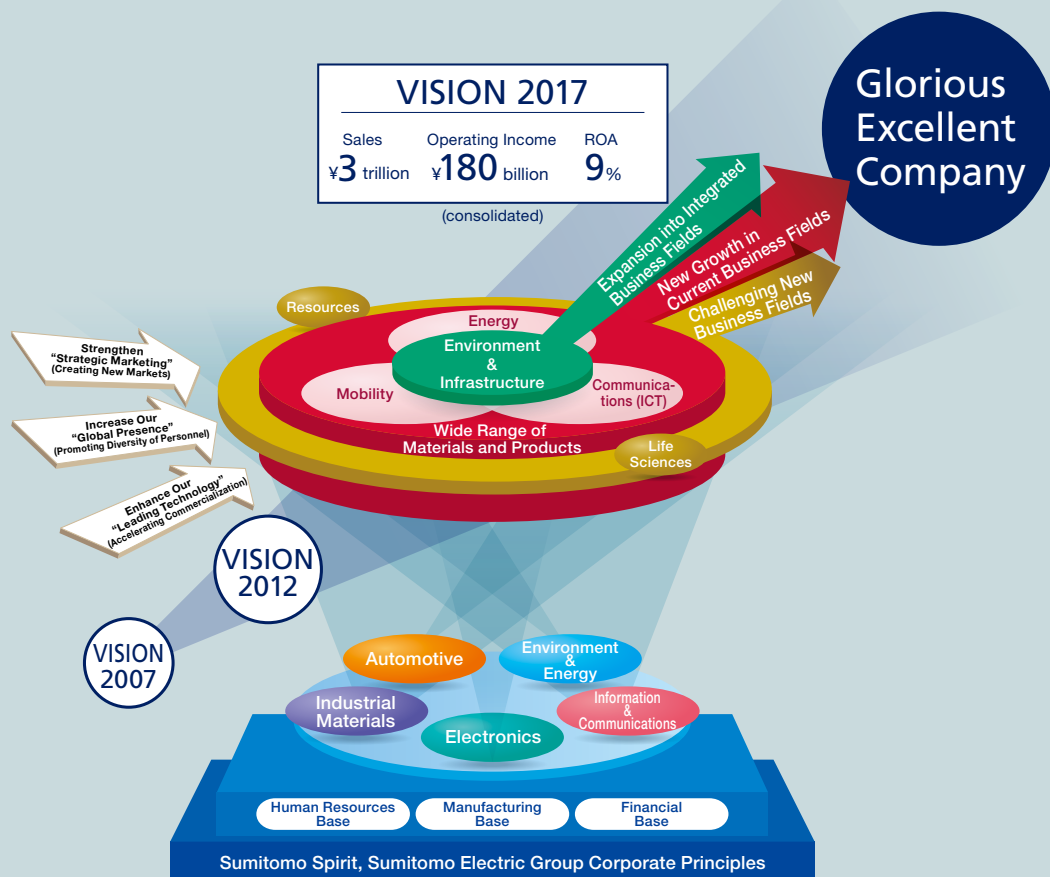 Glorious
Excellent
Company
VISION 2017
Sales
Operating Income
ROA
¥3 trillion
¥180 billion
9%
(consolidated)
Expansion into Integrated
Business Fields
New Growth in
Current Business Fields
Challenging New
Business Fields
Resources
Energy
Environment
&
Infrastructure
Mobility
Communica-
tions (ICT)
Wide Range of
Materials and Products
Life
Sciences
Strengthen
“Strategic Marketing”
(Creating New Markets)
Increase Our
“Global Presence”
(Promoting Diversity of Personnel)
Enhance Our
“Leading Technology”
(Accelerating Commercialization)
VISION
2012
VISION
2007
Automotive
Environment
&
Energy
Industrial
Materials
Information
&
Communications
Electronics
Human Resources
Base
Manufacturing
Base
Financial
Base
Sumitomo Spirit, Sumitomo Electric Group Corporate Principles